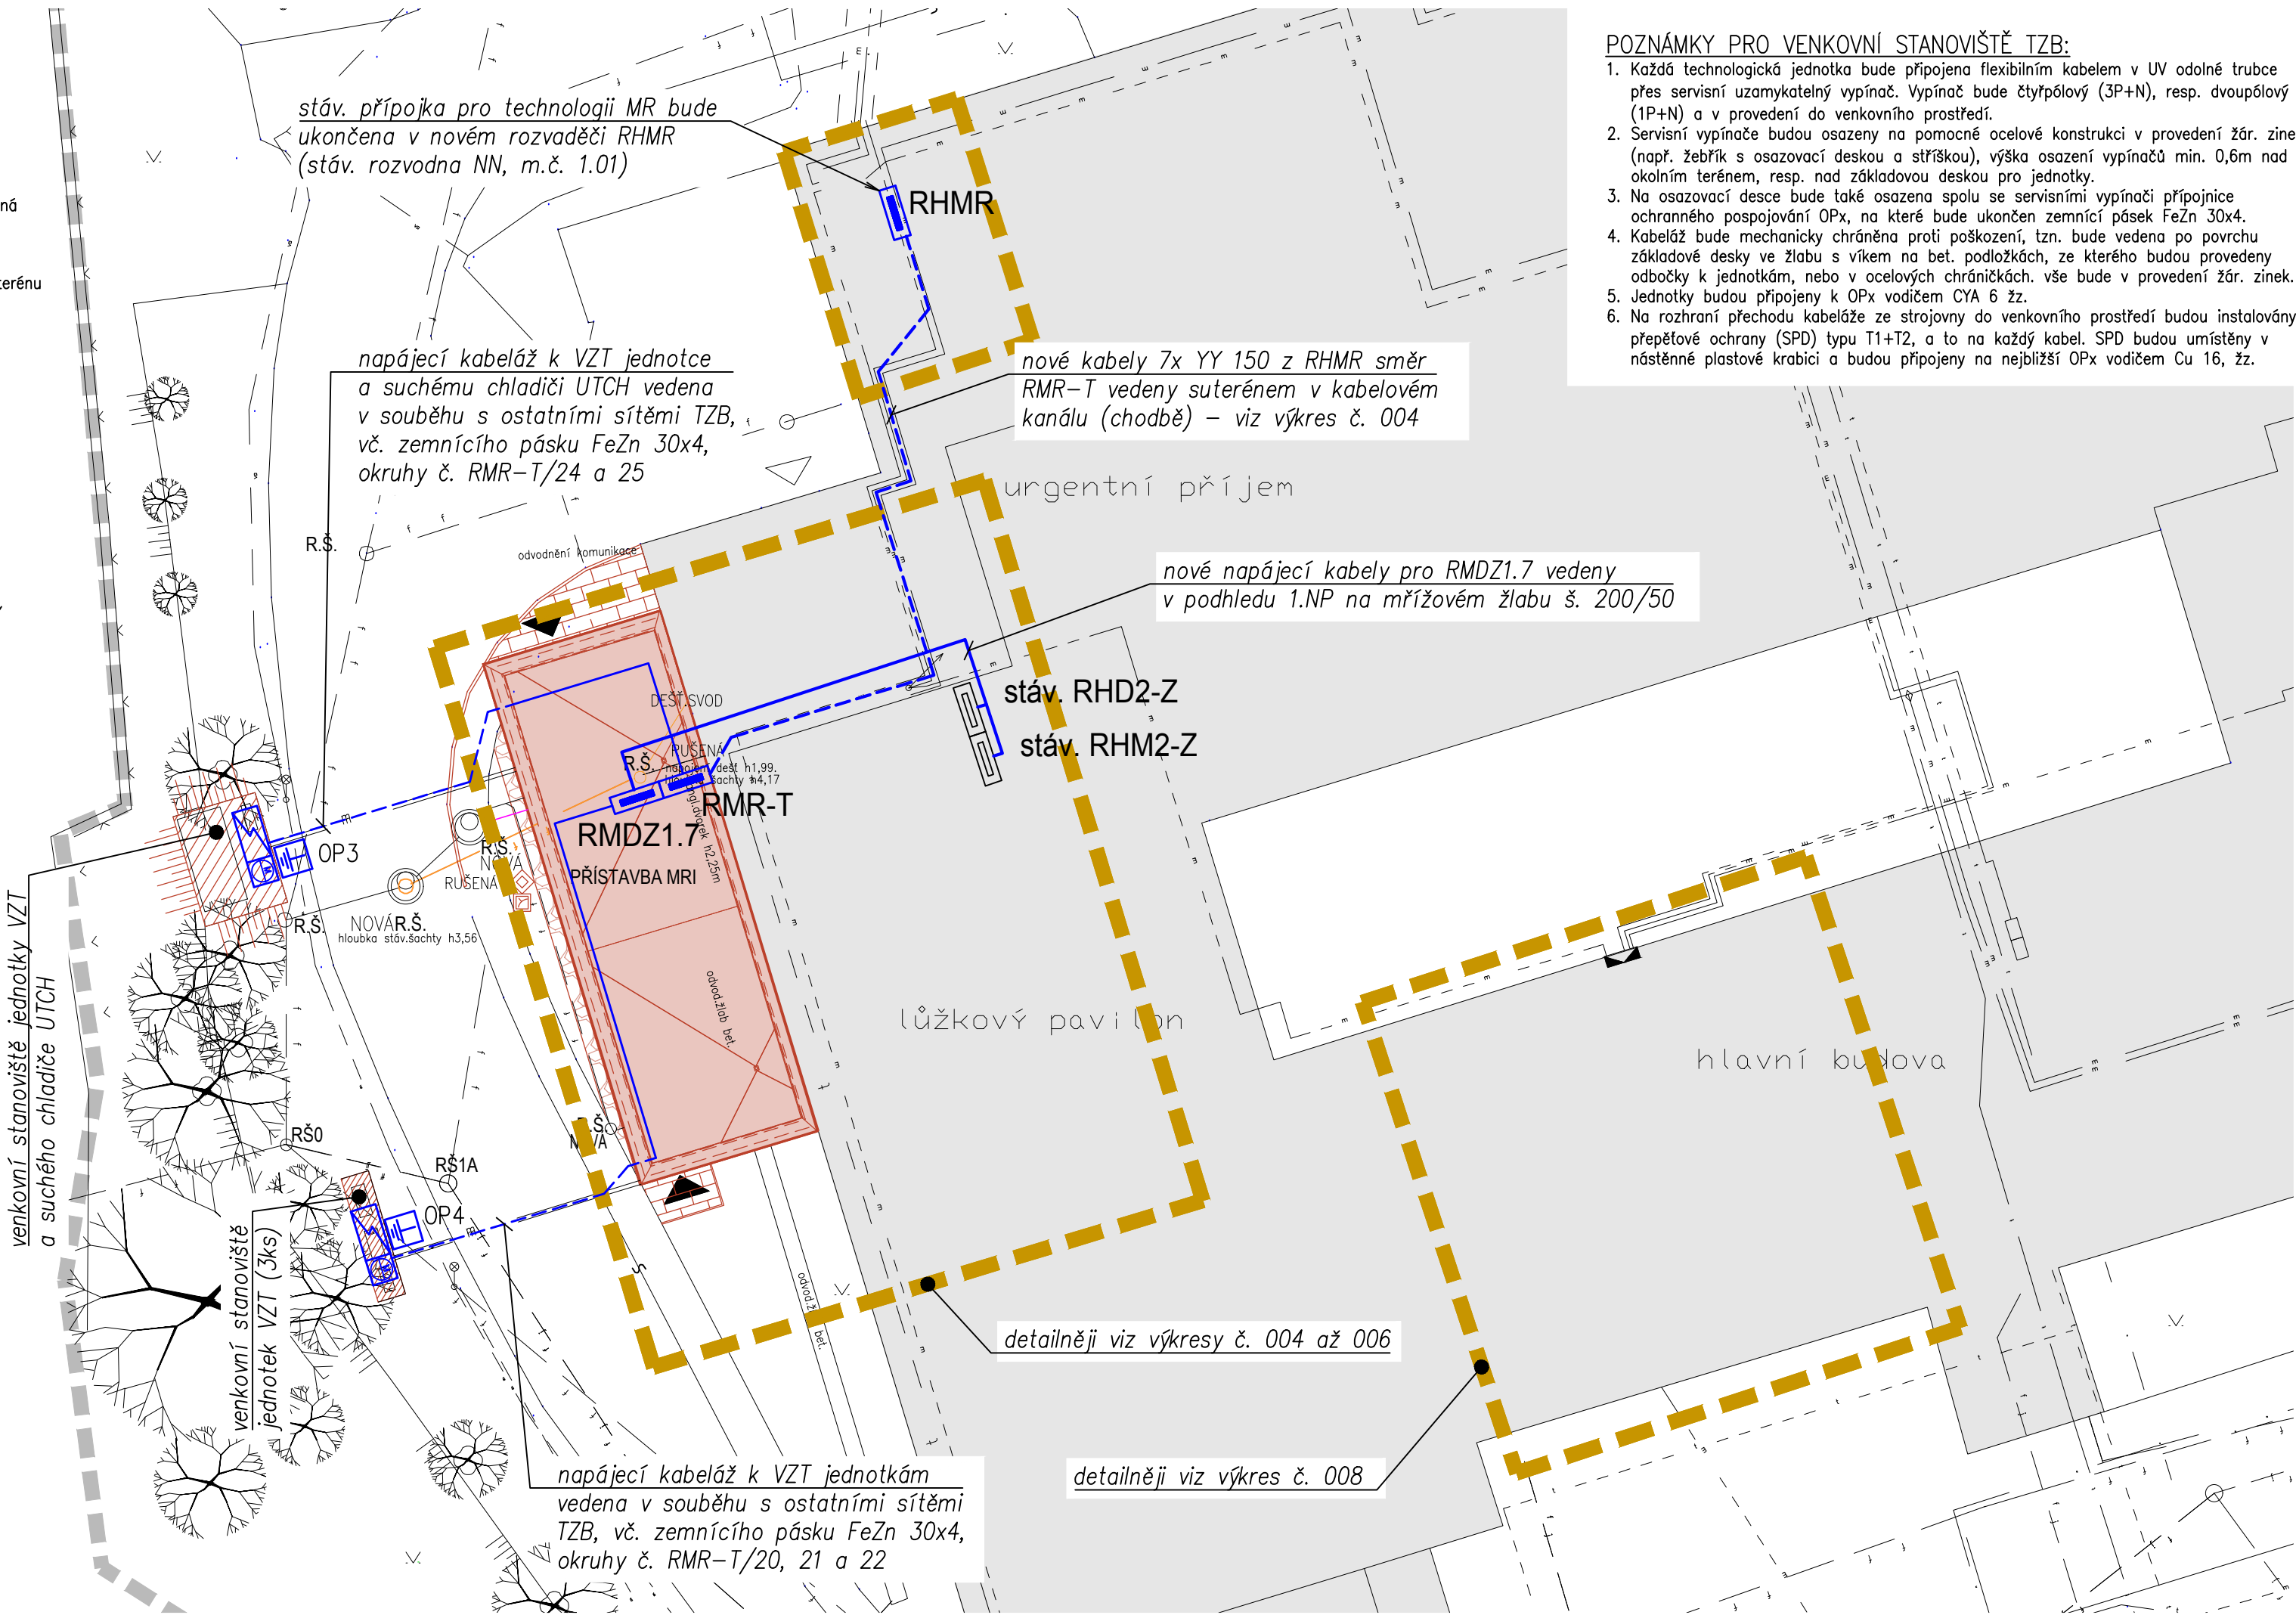 POZNÁMKY PRO VENKOVNÍ STANOVIŠTĚ TZB:
1. Každá technologická jednotka bude připojena flexibilním kabelem v UV odolné trubce
přes servisní uzamykatelný vypínač. Vypínač bude čtyřpólový (3P+N), resp. dvoupólový
(1P+N) a v provedení do venkovního prostředí.
2. Servisní vypínače budou osazeny na pomocné ocelové konstrukci v provedení žár. zine
(např. žebřík s osazovací deskou a stříškou), výška osazení vypínačů min. 0,6m nad
okolním terénem, resp. nad základovou deskou pro jednotky.
3. Na osazovací desce bude také osazena spolu se servisními vypínači přípojnice
ochranného pospojování OPx, na které bude ukončen zemnící pásek FeZn 30x4.
4. Kabeláž bude mechanicky chráněna proti poškození, tzn. bude vedena po povrchu
základové desky ve žlabu s víkem na bet. podložkách, ze kterého budou provedeny
odbočky k jednotkám, nebo v ocelových chráničkách. vše bude v provedení žár. zinek.
5. Jednotky budou připojeny k OPx vodičem CYA 6 žz.
6. Na rozhraní přechodu kabeláže ze strojovny do venkovního prostředí budou instalovány
přepěťové ochrany (SPD) typu T1+T2, a to na každý kabel. SPD budou umístěny v
nástěnné plastové krabici a budou připojeny na nejbližší OPx vodičem Cu 16, žz.
stáv. přípojka pro technologii MR bude
ukončena v novém rozvaděči RHMR
(stáv. rozvodna NN, m.č. 1.01)
RHMR
ná
erénu
napájecí kabeláž k VZT jednotce
a suchému chladiči UTCH vedena
v souběhu s ostatními sítěmi TZB,
vč. zemnícího pásku FeZn 30x4,
okruhy č. RMR-T/24 a 25
nové kabely 7x YY 150 z RHMR směr
RMR-T vedeny suterénem v kabelovém
kanálu (chodbě) - viz výkres č. 004
urgentní příjem
R.Š.
odvodnění komunikace
nové napájecí kabely pro RMDZ1.7 vedeny
v podhledu 1.NP na mřížovém žlabu š. 200/50
stáv. RHD2-Z
stáv. RHM2-Z
DEŠŤ.SVOD
RUŠENÁ
R.Š.
RMR-T
RMDZ1.7
PŘÍSTAVBA MRI
OP3
R.Š.
NOVÁ
RUŠENÁ
NOVÁ R.Š.
hloubka stáv.šachty h3,56
R.Š.
odvod.žlab bet.
lůžkový pavilon
hlavní budova
venkovní stanoviště jednotky VZT
a suchého chladiče UTCH
RŠ0
RŠ1A
OP4
NOVÁ
venkovní stanoviště
jednotek VZT (3ks)
detailněji viz výkresy č. 004 až 006
detailněji viz výkres č. 008
napájecí kabeláž k VZT jednotkám
vedena v souběhu s ostatními sítěmi
TZB, vč. zemnícího pásku FeZn 30x4,
okruhy č. RMR-T/20, 21 a 22